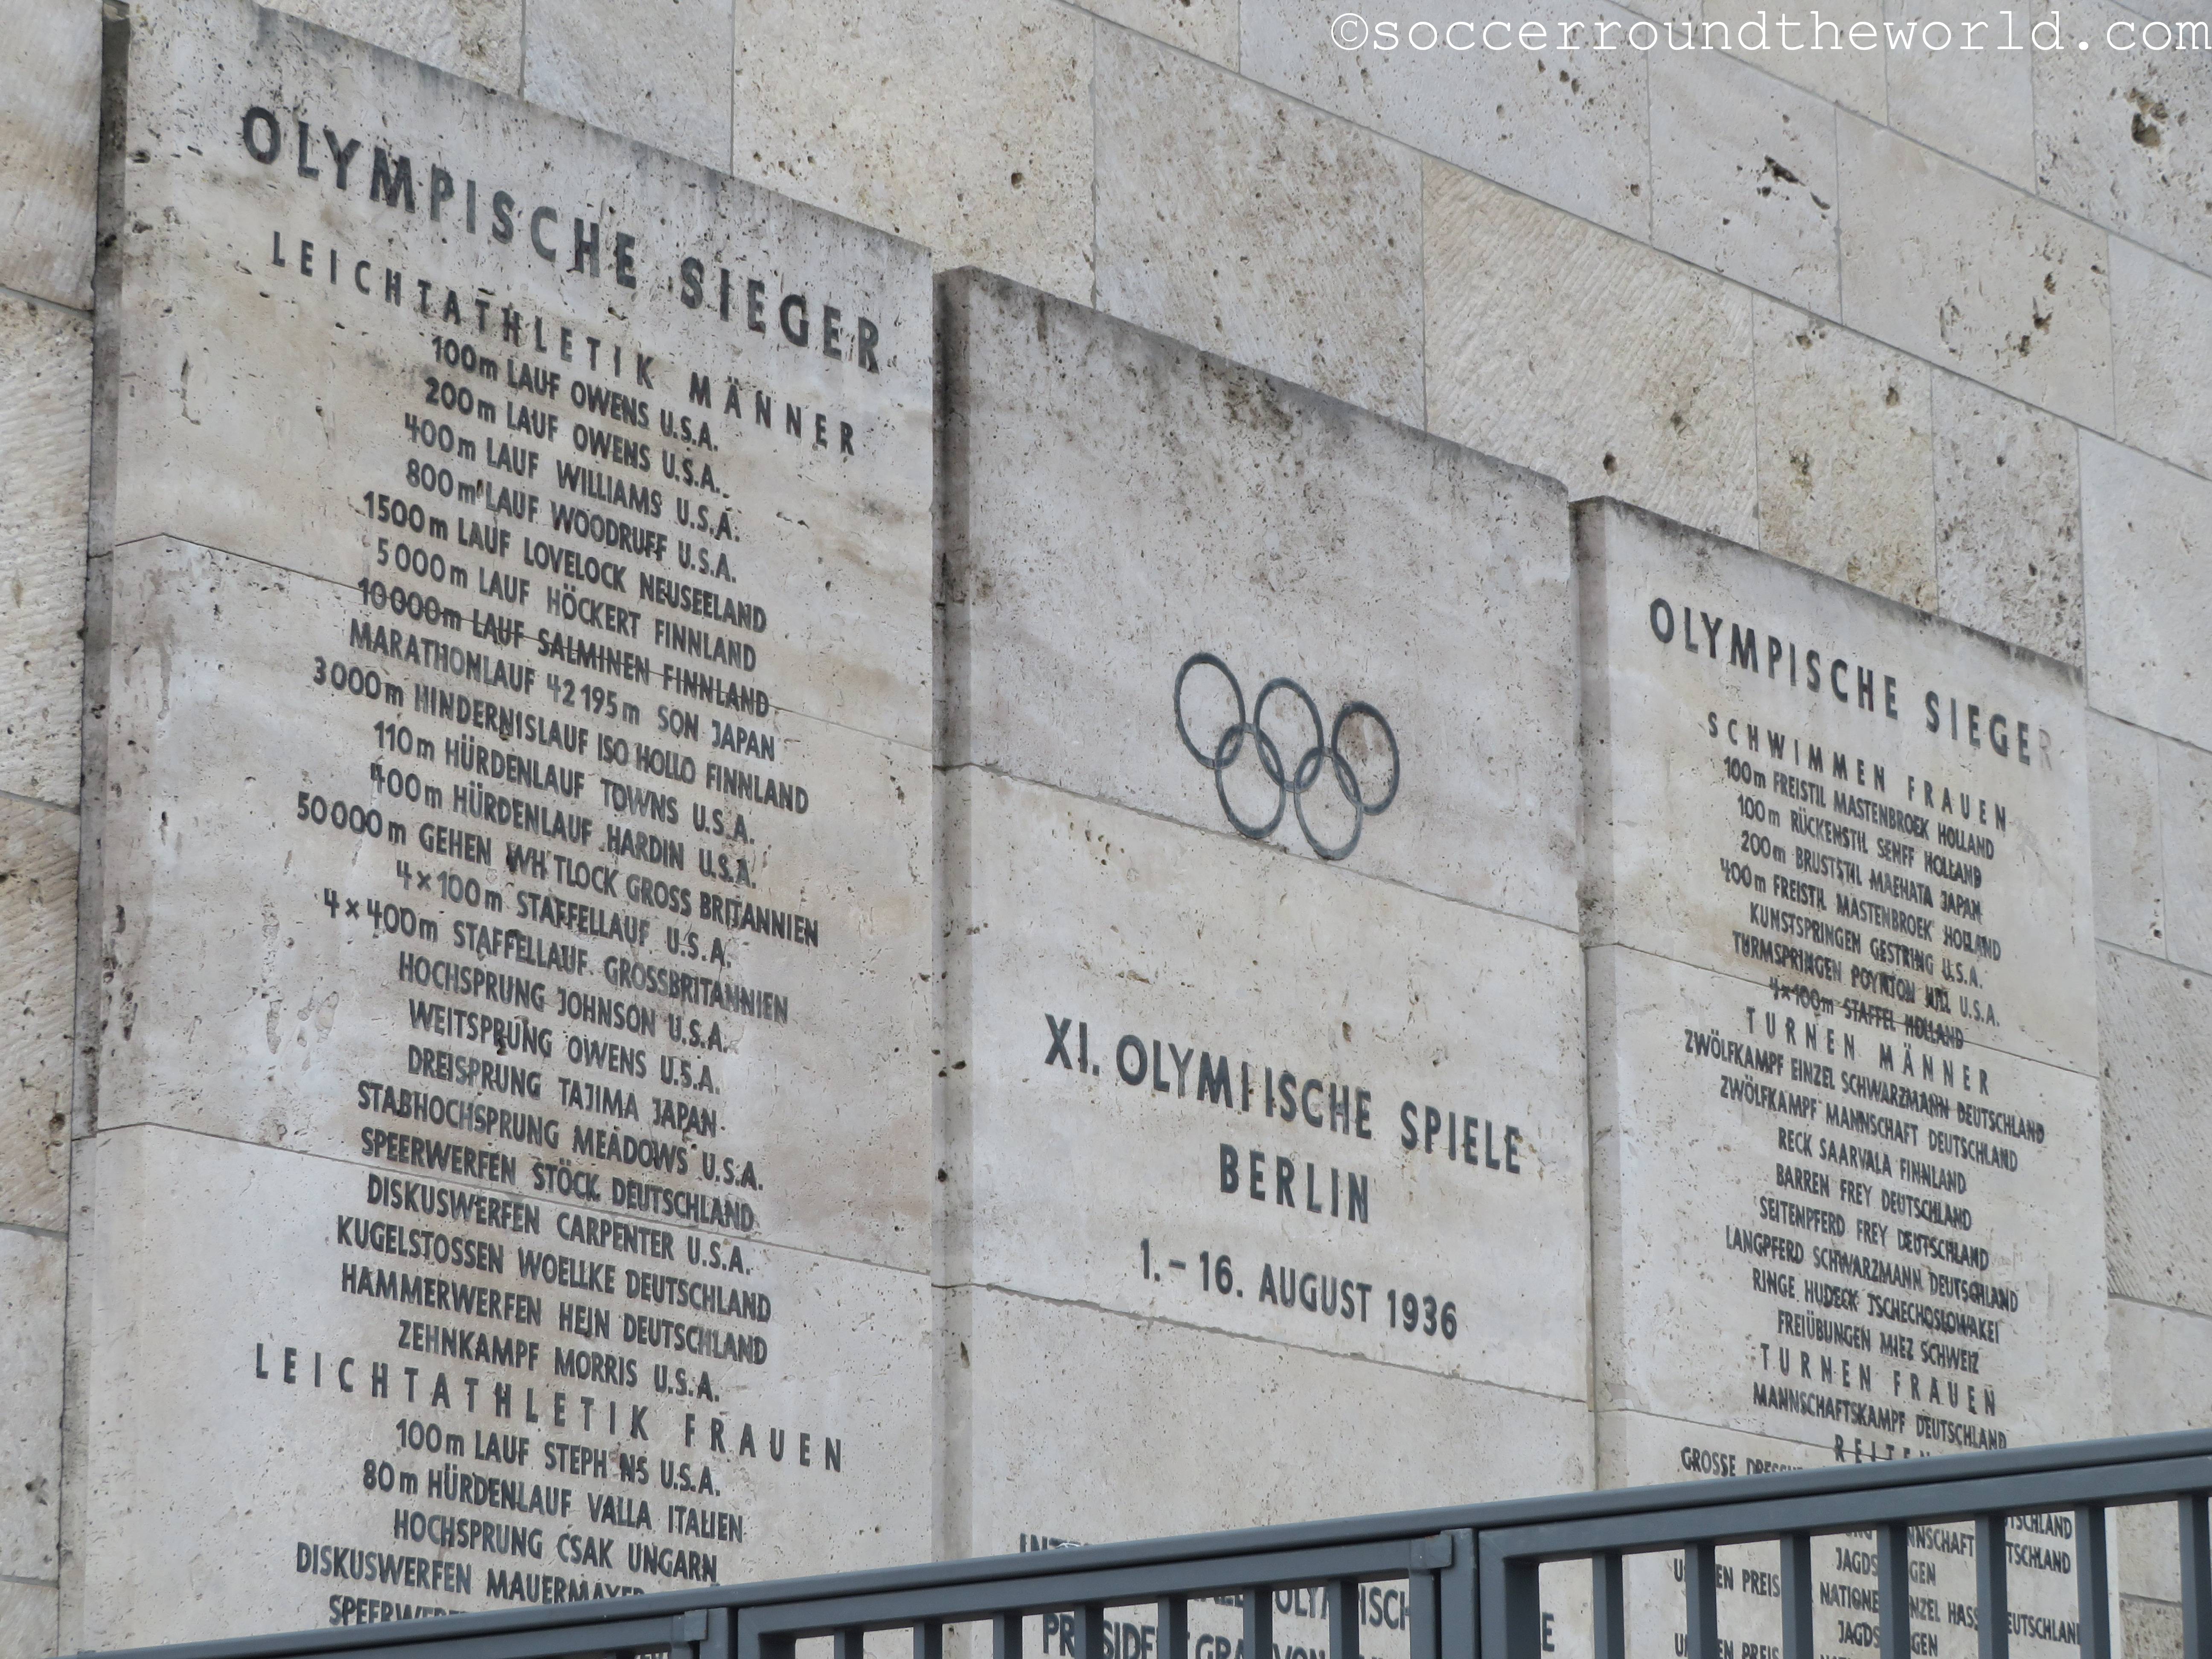 ©soccerroundtheworld.com
OLYMPISCHE SIEGER
LEICHTATHLETIK MÄNNER
100m LAUF OWENS U.S.A.
200m LAUF OWENS U.S.A.
400m LAUF WILLIAMS U.S.A.
800m LAUF WOODRUFF U.S.A.
1500m LAUF LOVELOCK NEUSEELAND
5000m LAUF HÖCKERT FINNLAND
10000m LAUF SALMINEN FINNLAND
MARATHONLAUF 42195m SON JAPAN
3000m HINDERNISLAUF ISO HOLLO FINNLAND
110m HÜRDENLAUF TOWNS U.S.A.
400m HÜRDENLAUF HARDIN U.S.A.
50000m GEHEN WH TLOCK GROSS BRITANNIEN
4×100m STAFFELLAUF U.S.A.
4×400m STAFFELLAUF GROSSBRITANNIEN
HOCHSPRUNG JOHNSON U.S.A.
WEITSPRUNG OWENS U.S.A.
DREISPRUNG TAJIMA JAPAN
STABHOCHSPRUNG MEADOWS U.S.A.
SPEERWERFEN STÖCK DEUTSCHLAND
DISKUSWERFEN CARPENTER U.S.A.
KUGELSTOSSEN WOELLKE DEUTSCHLAND
HAMMERWERFEN HEIN DEUTSCHLAND
ZEHNKAMPF MORRIS U.S.A.
LEICHTATHLETIK FRAUEN
100m LAUF STEPH NS U.S.A.
80m HÜRDENLAUF VALLA ITALIEN
HOCHSPRUNG CSAK UNGARN
DISKUSWERFEN
XI. OLYMPISCHE SPIELE
BERLIN
1.–16. AUGUST 1936
OLYMPISCHE SIEGER
SCHWIMMEN FRAUEN
100m FREISTIL MASTENBROEK HOLLAND
100m RÜCKENSTIL SENFF HOLLAND
200m BRUSTSTIL MAEHATA JAPAN
400m FREISTIL MASTENBROEK HOLLAND
KUNSTSPRINGEN GESTRING U.S.A.
TURMSPRINGEN POYNTON HILL U.S.A.
4×100m STAFFEL HOLLAND
TURNEN MÄNNER
ZWÖLFKAMPF EINZEL SCHWARZMANN DEUTSCHLAND
ZWÖLFKAMPF MANNSCHAFT DEUTSCHLAND
RECK SAARVALA FINNLAND
BARREN FREY DEUTSCHLAND
SEITENPFERD FREY DEUTSCHLAND
LANGPFERD SCHWARZMANN DEUTSCHLAND
RINGE HUDECK TSCHECHOSLOWAKEI
FREIÜBUNGEN MIEZ SCHWEIZ
TURNEN FRAUEN
MANNSCHAFTSKAMPF DEUTSCHLAND
GROSSE